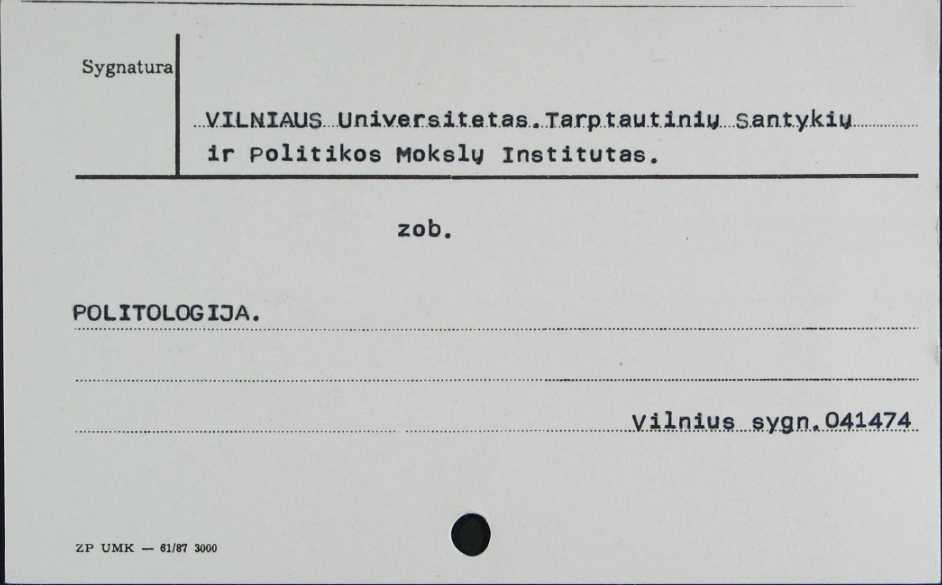 Sygnatura
VILNIAUS Universitetas.Tarptautinių Santykių
ir Politikos Mokslų Institutas.
zob.
POLITOLOGIJA.
Vilnius sygn.041474
ZP UMK — 61/87 3000